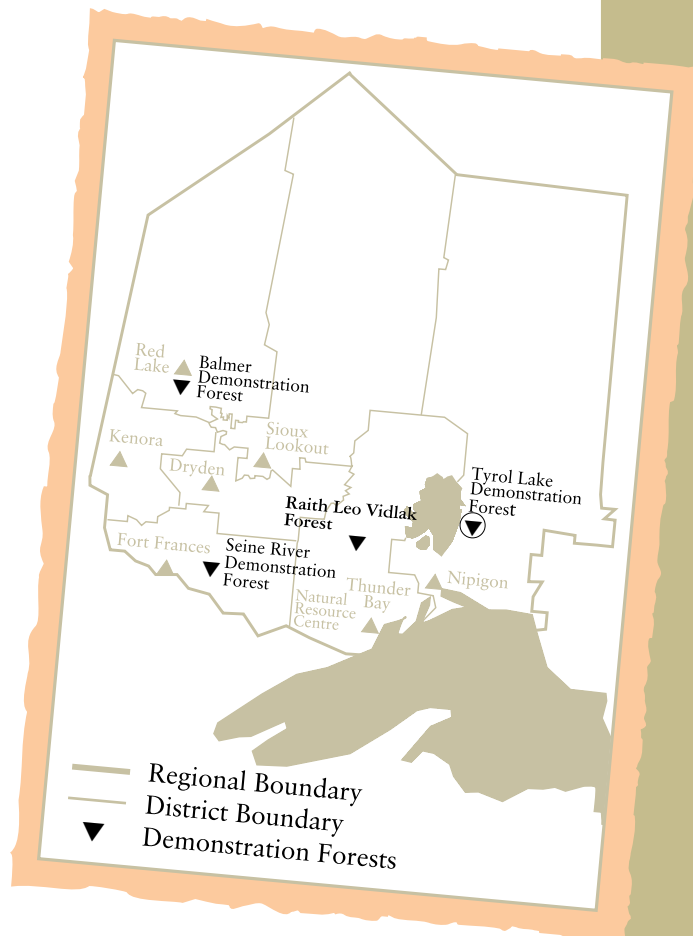 Red
Lake
Balmer
Demonstration
Forest
Kenora
Sioux
Lookout
Dryden
Tyrol Lake
Demonstration
Forest
Raith Leo Vidlak
Forest
Fort Frances
Seine River
Demonstration
Forest
Nipigon
Thunder
Bay
Natural
Resource
Centre
Regional Boundary
District Boundary
Demonstration Forests